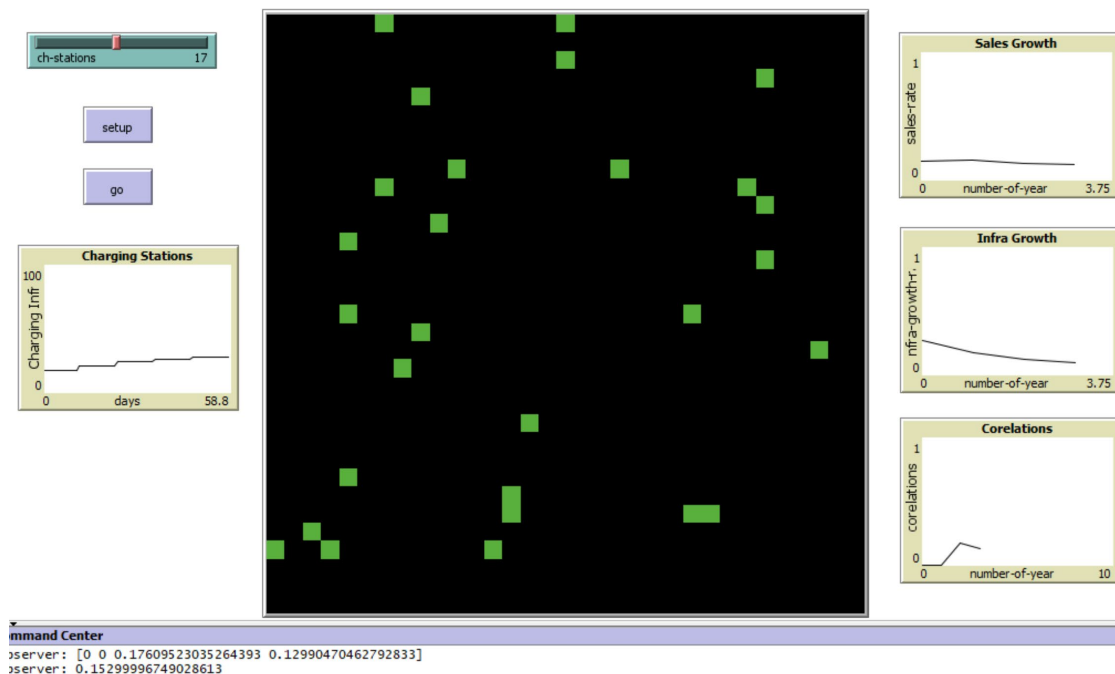 ch-stations 17
setup
go
Charging Stations
100
Charging Infr
0
0 days 58.8
Sales Growth
1
sales-rate
0
0 number-of-year 3.75
Infra Growth
1
nfra-growth-r.
0
0 number-of-year 3.75
Corelations
1
corelations
0
0 number-of-year 10
mmand Center
oserver: [0 0 0.17609523035264393 0.12990470462792833]
oserver: 0.15299996749028613